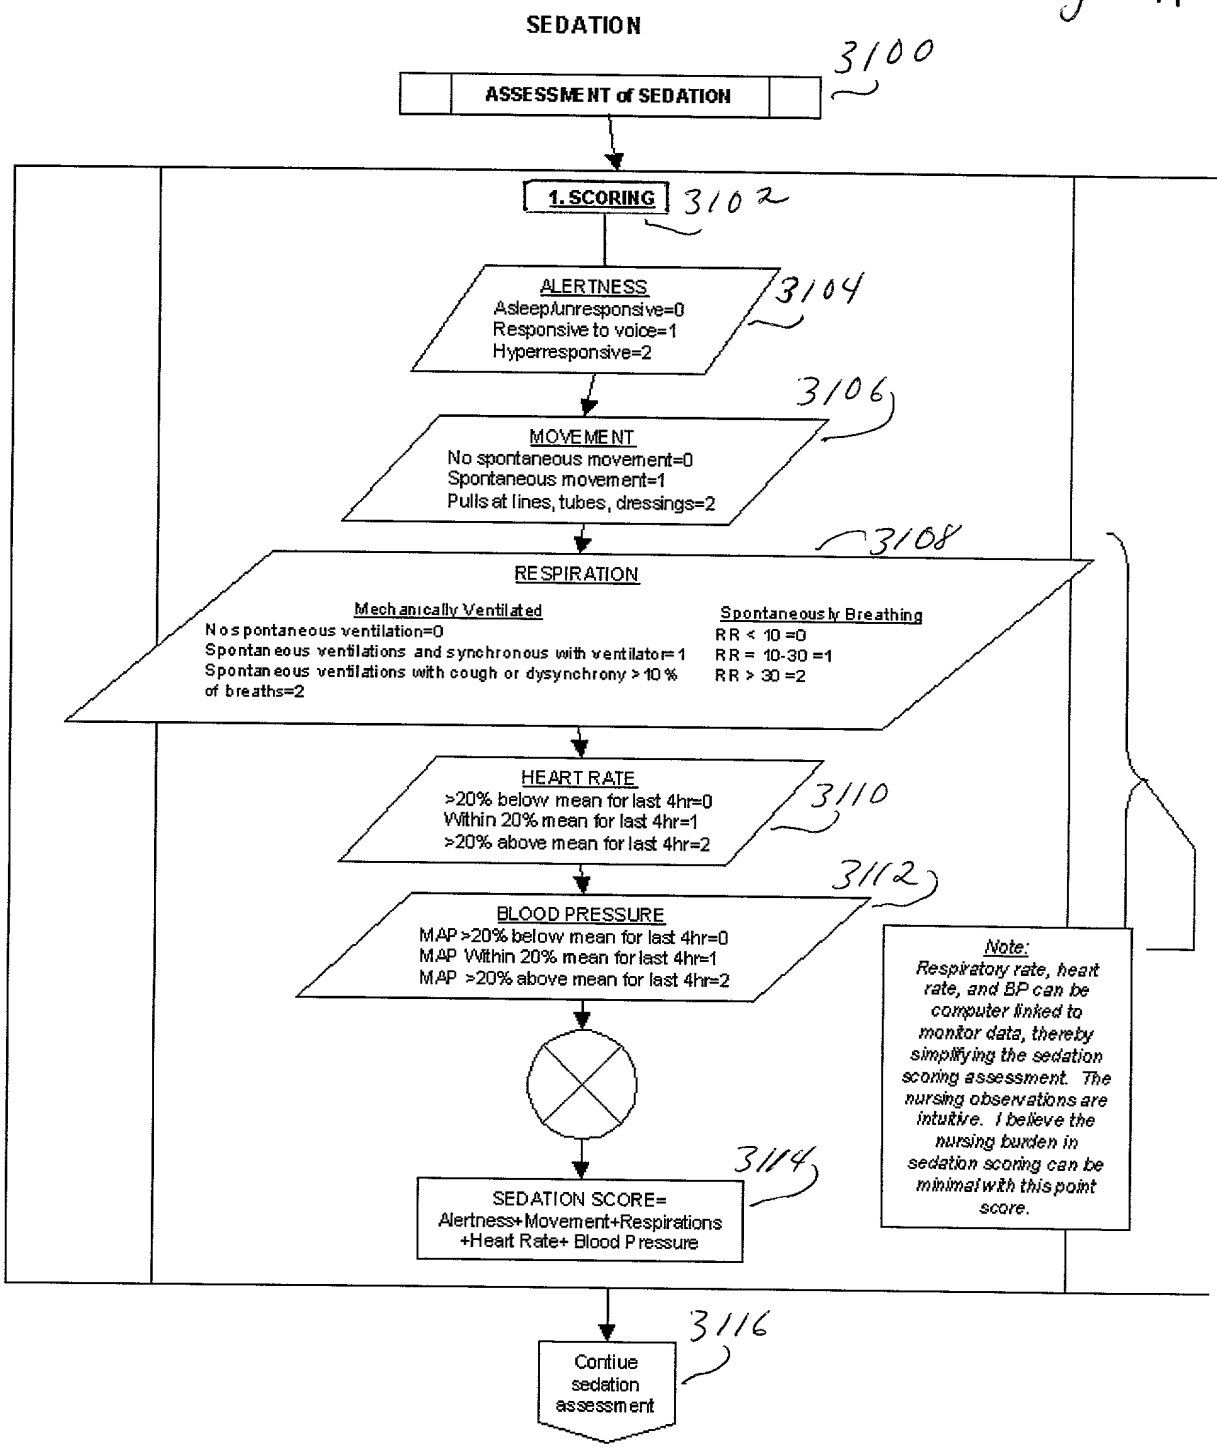 SEDATION
3100
ASSESSMENT of SEDATION
1. SCORING
3102
ALERTNESS
Asleep/unresponsive=0
Responsive to voice=1
Hyperresponsive=2
3104
3106
MOVEMENT
No spontaneous movement=0
Spontaneous movement=1
Pulls at lines, tubes, dressings=2
3108
RESPIRATION
Mechanically Ventilated
No spontaneous ventilation=0
Spontaneous ventilations and synchronous with ventilator=1
Spontaneous ventilations with cough or dysynchrony >10 %
of breaths=2
Spontaneously Breathing
RR < 10 =0
RR = 10-30 =1
RR > 30 =2
HEART RATE
>20% below mean for last 4hr=0
Within 20% mean for last 4hr=1
>20% above mean for last 4hr=2
3110
3112
BLOOD PRESSURE
MAP >20% below mean for last 4hr=0
MAP Within 20% mean for last 4hr=1
MAP >20% above mean for last 4hr=2
Note:
Respiratory rate, heart
rate, and BP can be
computer linked to
monitor data, thereby
simplifying the sedation
scoring assessment. The
nursing observations are
intuitive. I believe the
nursing burden in
sedation scoring can be
minimal with this point
score.
3114
SEDATION SCORE=
Alertness+Movement+Respirations
+Heart Rate+ Blood Pressure
3116
Contiue
sedation
assessment